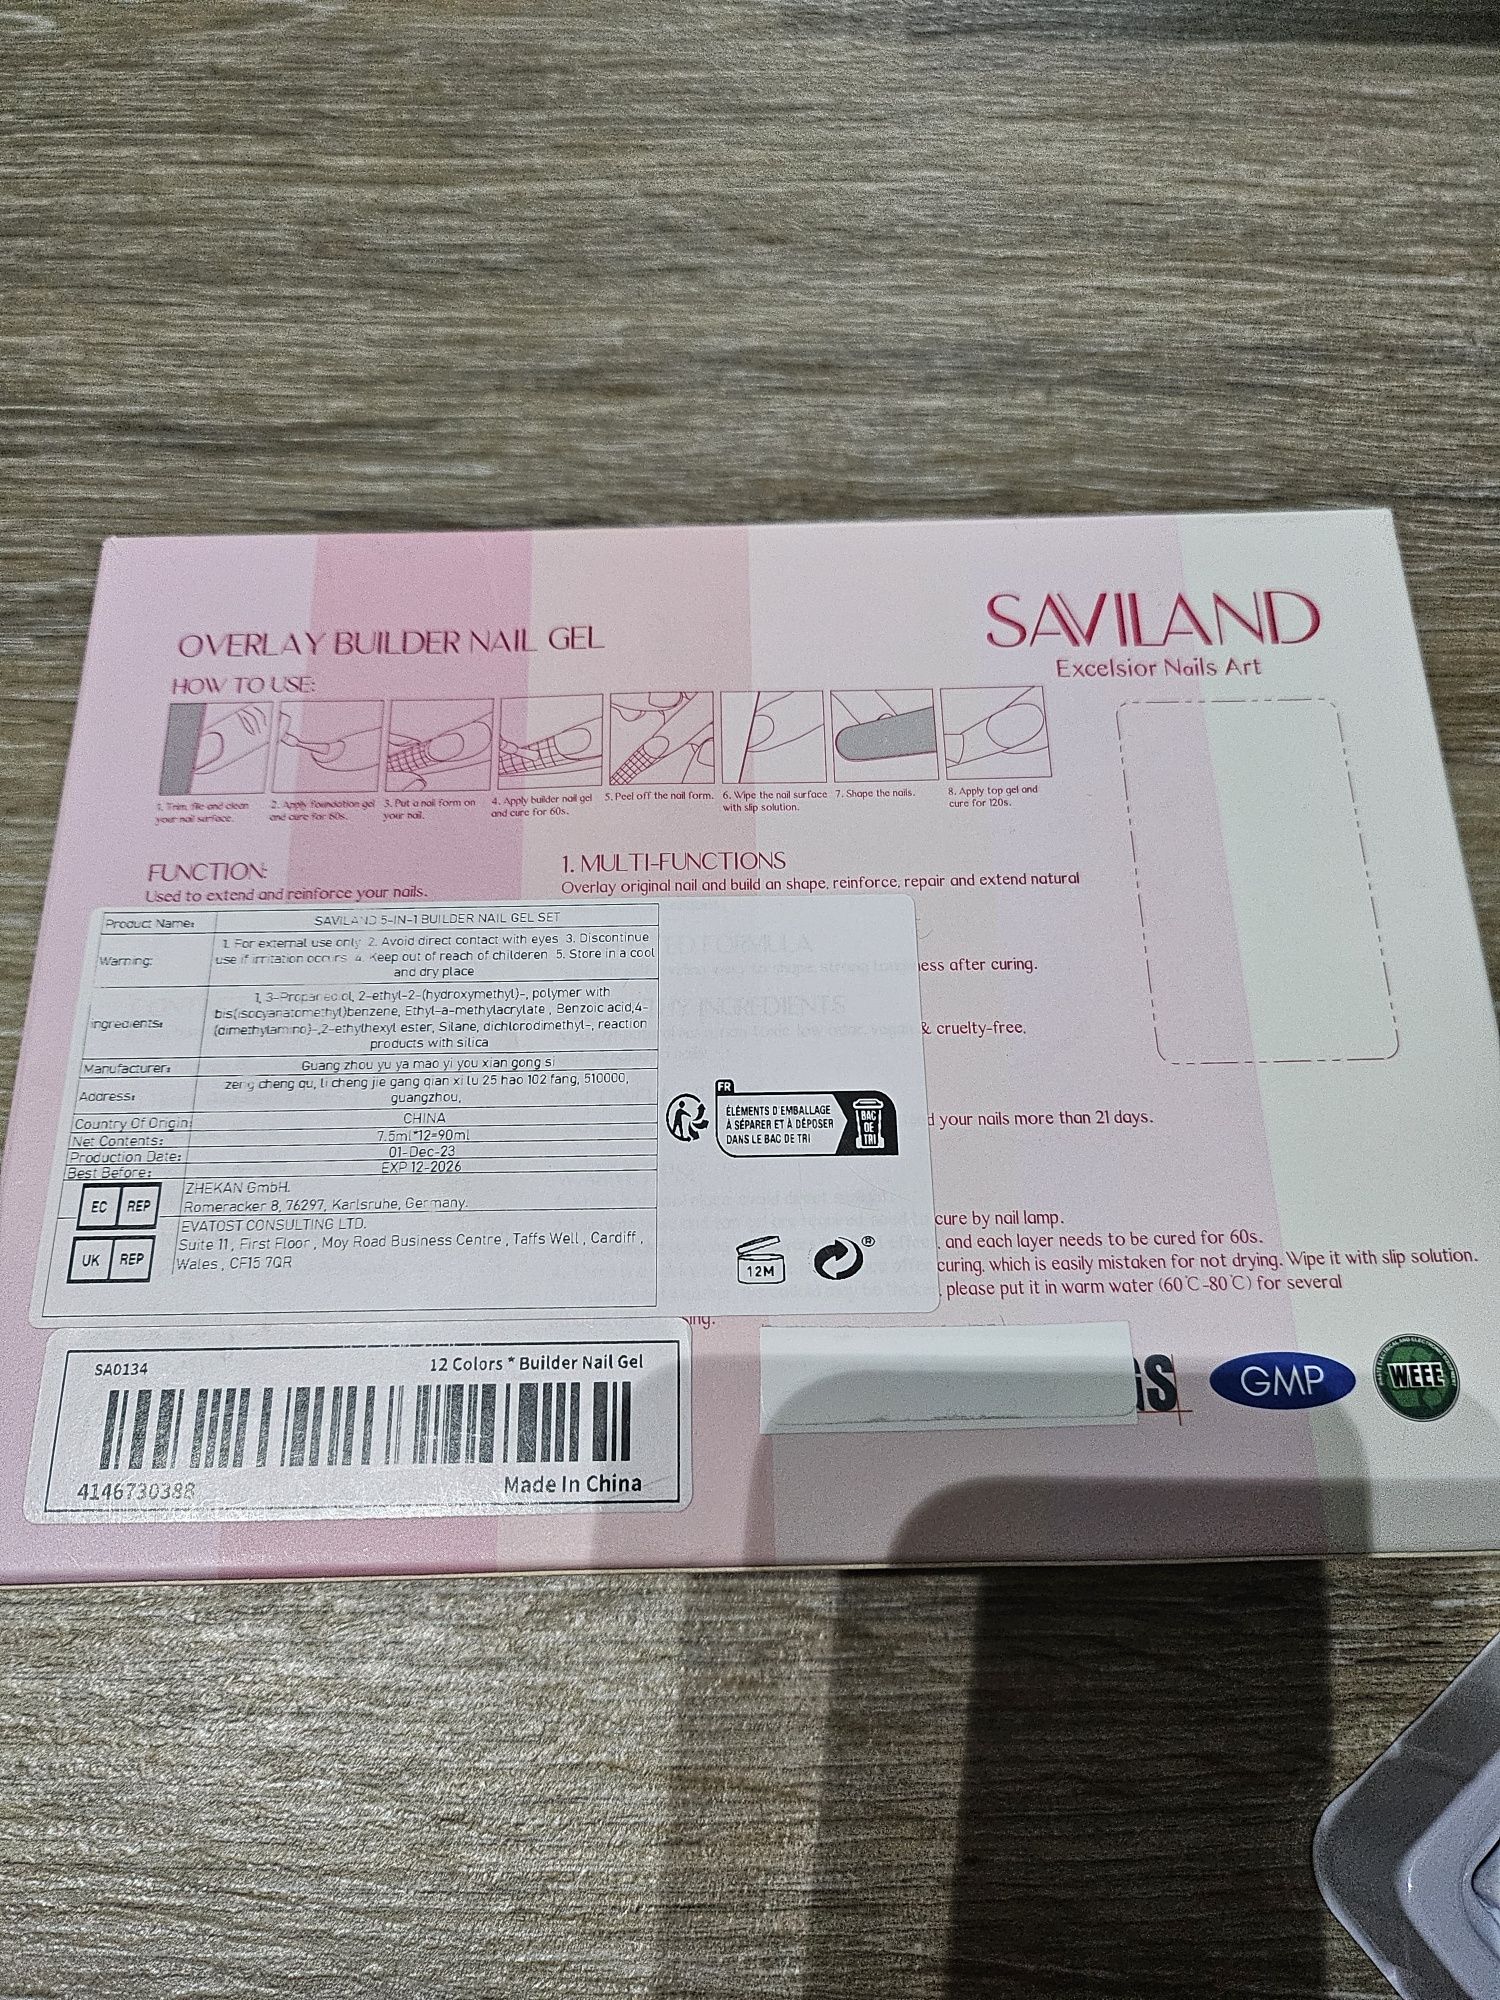 SAVILAND
Excelsior Nails Art
OVERLAY BUILDER NAIL GEL
HOW TO USE:
1. Trim, file and clean
your nail surface.
2. Apply foundation gel
and cure for 60s.
3. Put a nail form on
your nail.
4. Apply builder nail gel
and cure for 60s.
5. Peel off the nail form.
6. Wipe the nail surface
with slip solution.
7. Shape the nails.
8. Apply top gel and
cure for 120s.
FUNCTION:
Used to extend and reinforce your nails.
1. MULTI-FUNCTIONS
Overlay original nail and build an shape, reinforce, repair and extend natural
ess after curing.
& cruelty-free.
d your nails more than 21 days.
cure by nail lamp.
, and each layer needs to be cured for 60s.
curing, which is easily mistaken for not drying. Wipe it with slip solution.
, please put it in warm water (60℃-80℃) for several
ing.
Product Name: SAVILAND 5-IN-1 BUILDER NAIL GEL SET
Warning: 1. For external use only 2. Avoid direct contact with eyes 3. Discontinue
use if irritation occurs 4. Keep out of reach of childeren 5. Store in a cool
and dry place
Ingredients: 1, 3-Propanediol, 2-ethyl-2-(hydroxymethyl)-, polymer with
bis(isocyanatomethyl)benzene, Ethyl-a-methylacrylate , Benzoic acid,4-
(dimethylamino)-,2-ethylhexyl ester, Silane, dichlorodimethyl-, reaction
products with silica
Manufacturer: Guang zhou yu ya mao yi you xian gong si
Address: zeng cheng qu, li cheng jie gang qian xi lu 25 hao 102 fang, 510000,
guangzhou,
Country Of Origin: CHINA
Net Contents: 7.5ml*12=90ml
Production Date: 01-Dec-23
Best Before: EXP 12-2026
EC REP
ZHEKAN GmbH.
Romeracker 8, 76297, Karlsruhe, Germany.
UK REP
EVATOST CONSULTING LTD.
Suite 11 , First Floor , Moy Road Business Centre , Taffs Well , Cardiff ,
Wales , CF15 7QR
FR
ÉLÉMENTS D'EMBALLAGE
À SÉPARER ET À DÉPOSER
DANS LE BAC DE TRI
BAC
DE
TRI
12M
®
SA0134
12 Colors * Builder Nail Gel
4146730388
Made In China
GS
GMP
WEEE